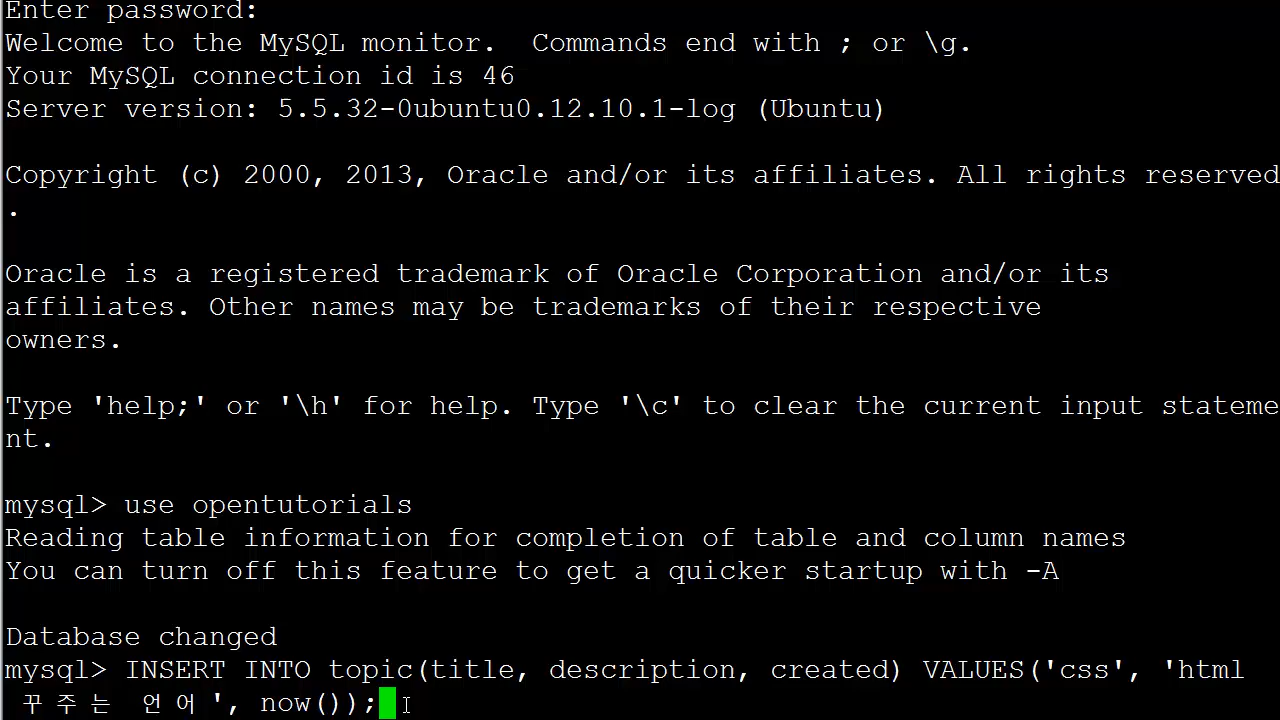 Enter password:
Welcome to the MySQL monitor.  Commands end with ; or \g.
Your MySQL connection id is 46
Server version: 5.5.32-0ubuntu0.12.10.1-log (Ubuntu)
Copyright (c) 2000, 2013, Oracle and/or its affiliates. All rights reserved
.
Oracle is a registered trademark of Oracle Corporation and/or its
affiliates. Other names may be trademarks of their respective
owners.
Type 'help;' or '\h' for help. Type '\c' to clear the current input stateme
nt.
mysql> use opentutorials
Reading table information for completion of table and column names
You can turn off this feature to get a quicker startup with -A
Database changed
mysql> INSERT INTO topic(title, description, created) VALUES('css', 'html
꾸주는 언어', now());